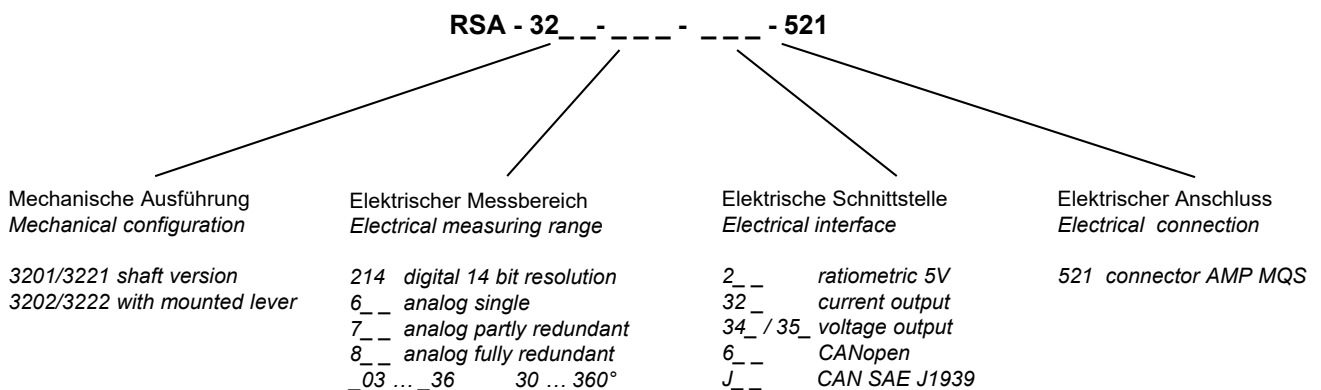 RSA - 32_ _- _ _ _ - _ _ _ - 521
Mechanische Ausführung
Mechanical configuration
3201/3221 shaft version
3202/3222 with mounted lever
Elektrischer Messbereich
Electrical measuring range
214 digital 14 bit resolution
6_ _ analog single
7_ _ analog partly redundant
8_ _ analog fully redundant
_03 … _36 30 … 360°
Elektrische Schnittstelle
Electrical interface
2_ _ ratiometric 5V
32 _ current output
34_ / 35_ voltage output
6_ _ CANopen
J_ _ CAN SAE J1939
Elektrischer Anschluss
Electrical connection
521 connector AMP MQS